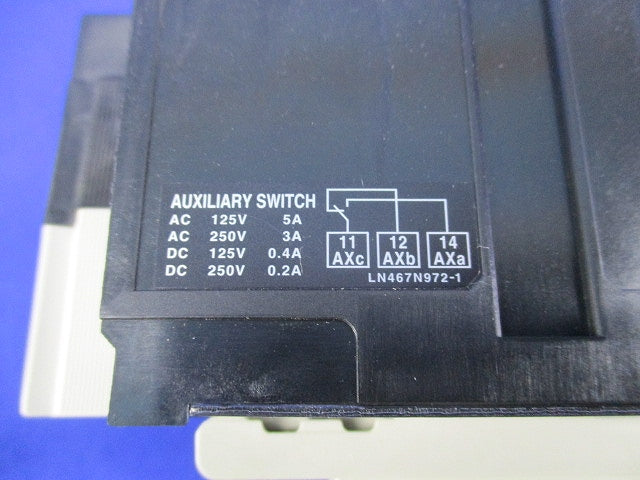 AUXILIARY SWITCH
AC 125V 5A
AC 250V 3A
DC 125V 0.4A
DC 250V 0.2A
11 12 14
AXc AXb AXa
LN467N972-1